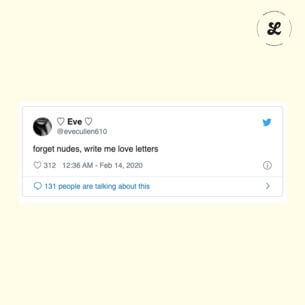 L
♡ Eve ♡
@evecullen610
forget nudes, write me love letters
♡ 312 12:36 AM - Feb 14, 2020
131 people are talking about this